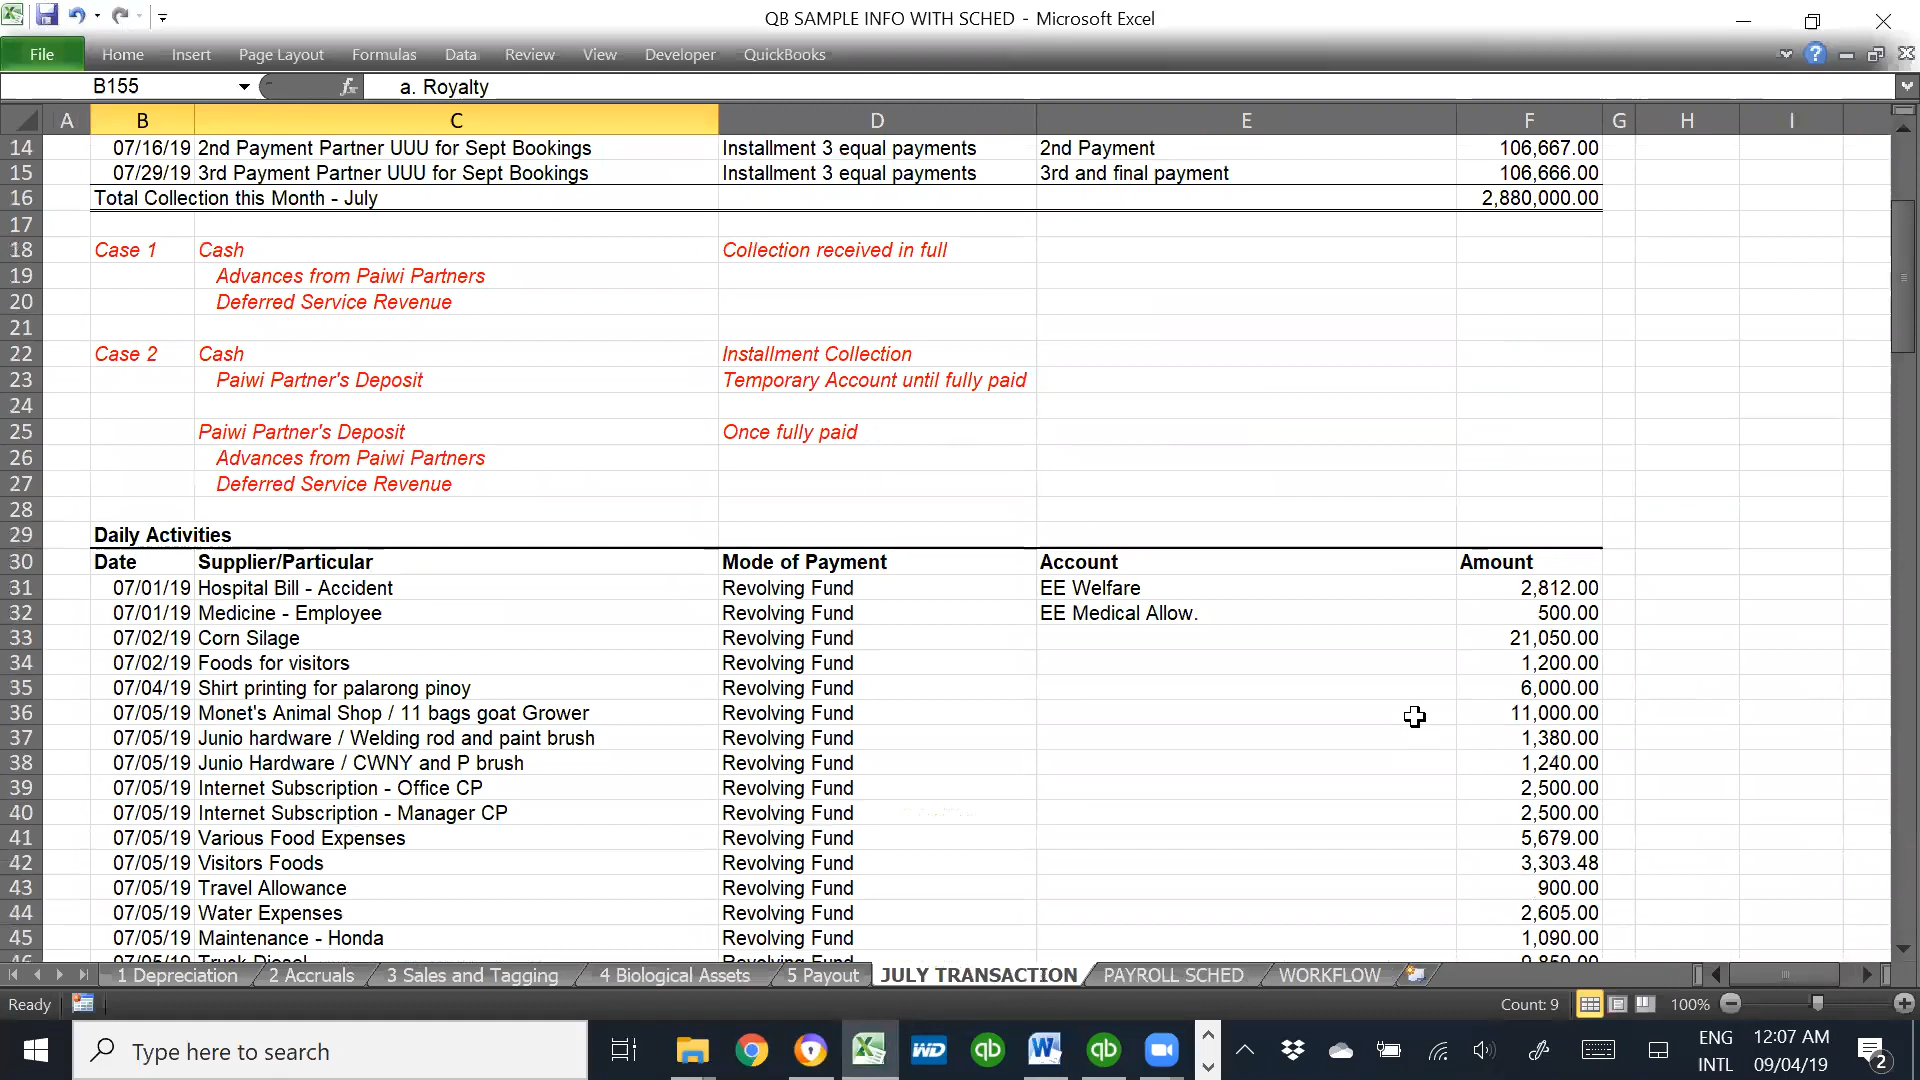 QB SAMPLE INFO WITH SCHED - Microsoft Excel
File Home Insert Page Layout Formulas Data Review View Developer QuickBooks
B155 fx a. Royalty
A B C D E F G H I
14 07/16/19 2nd Payment Partner UUU for Sept Bookings Installment 3 equal payments 2nd Payment 106,667.00
15 07/29/19 3rd Payment Partner UUU for Sept Bookings Installment 3 equal payments 3rd and final payment 106,666.00
16 Total Collection this Month - July 2,880,000.00
17
18 Case 1 Cash Collection received in full
19 Advances from Paiwi Partners
20 Deferred Service Revenue
21
22 Case 2 Cash Installment Collection
23 Paiwi Partner's Deposit Temporary Account until fully paid
24
25 Paiwi Partner's Deposit Once fully paid
26 Advances from Paiwi Partners
27 Deferred Service Revenue
28
29 Daily Activities
30 Date Supplier/Particular Mode of Payment Account Amount
31 07/01/19 Hospital Bill - Accident Revolving Fund EE Welfare 2,812.00
32 07/01/19 Medicine - Employee Revolving Fund EE Medical Allow. 500.00
33 07/02/19 Corn Silage Revolving Fund 21,050.00
34 07/02/19 Foods for visitors Revolving Fund 1,200.00
35 07/04/19 Shirt printing for palarong pinoy Revolving Fund 6,000.00
36 07/05/19 Monet's Animal Shop / 11 bags goat Grower Revolving Fund 11,000.00
37 07/05/19 Junio hardware / Welding rod and paint brush Revolving Fund 1,380.00
38 07/05/19 Junio Hardware / CWNY and P brush Revolving Fund 1,240.00
39 07/05/19 Internet Subscription - Office CP Revolving Fund 2,500.00
40 07/05/19 Internet Subscription - Manager CP Revolving Fund 2,500.00
41 07/05/19 Various Food Expenses Revolving Fund 5,679.00
42 07/05/19 Visitors Foods Revolving Fund 3,303.48
43 07/05/19 Travel Allowance Revolving Fund 900.00
44 07/05/19 Water Expenses Revolving Fund 2,605.00
45 07/05/19 Maintenance - Honda Revolving Fund 1,090.00
1 Depreciation 2 Accruals 3 Sales and Tagging 4 Biological Assets 5 Payout JULY TRANSACTION PAYROLL SCHED WORKFLOW
Ready Count: 9 100%
Type here to search WD qb W qb ENG 12:07 AM
INTL 09/04/19 2